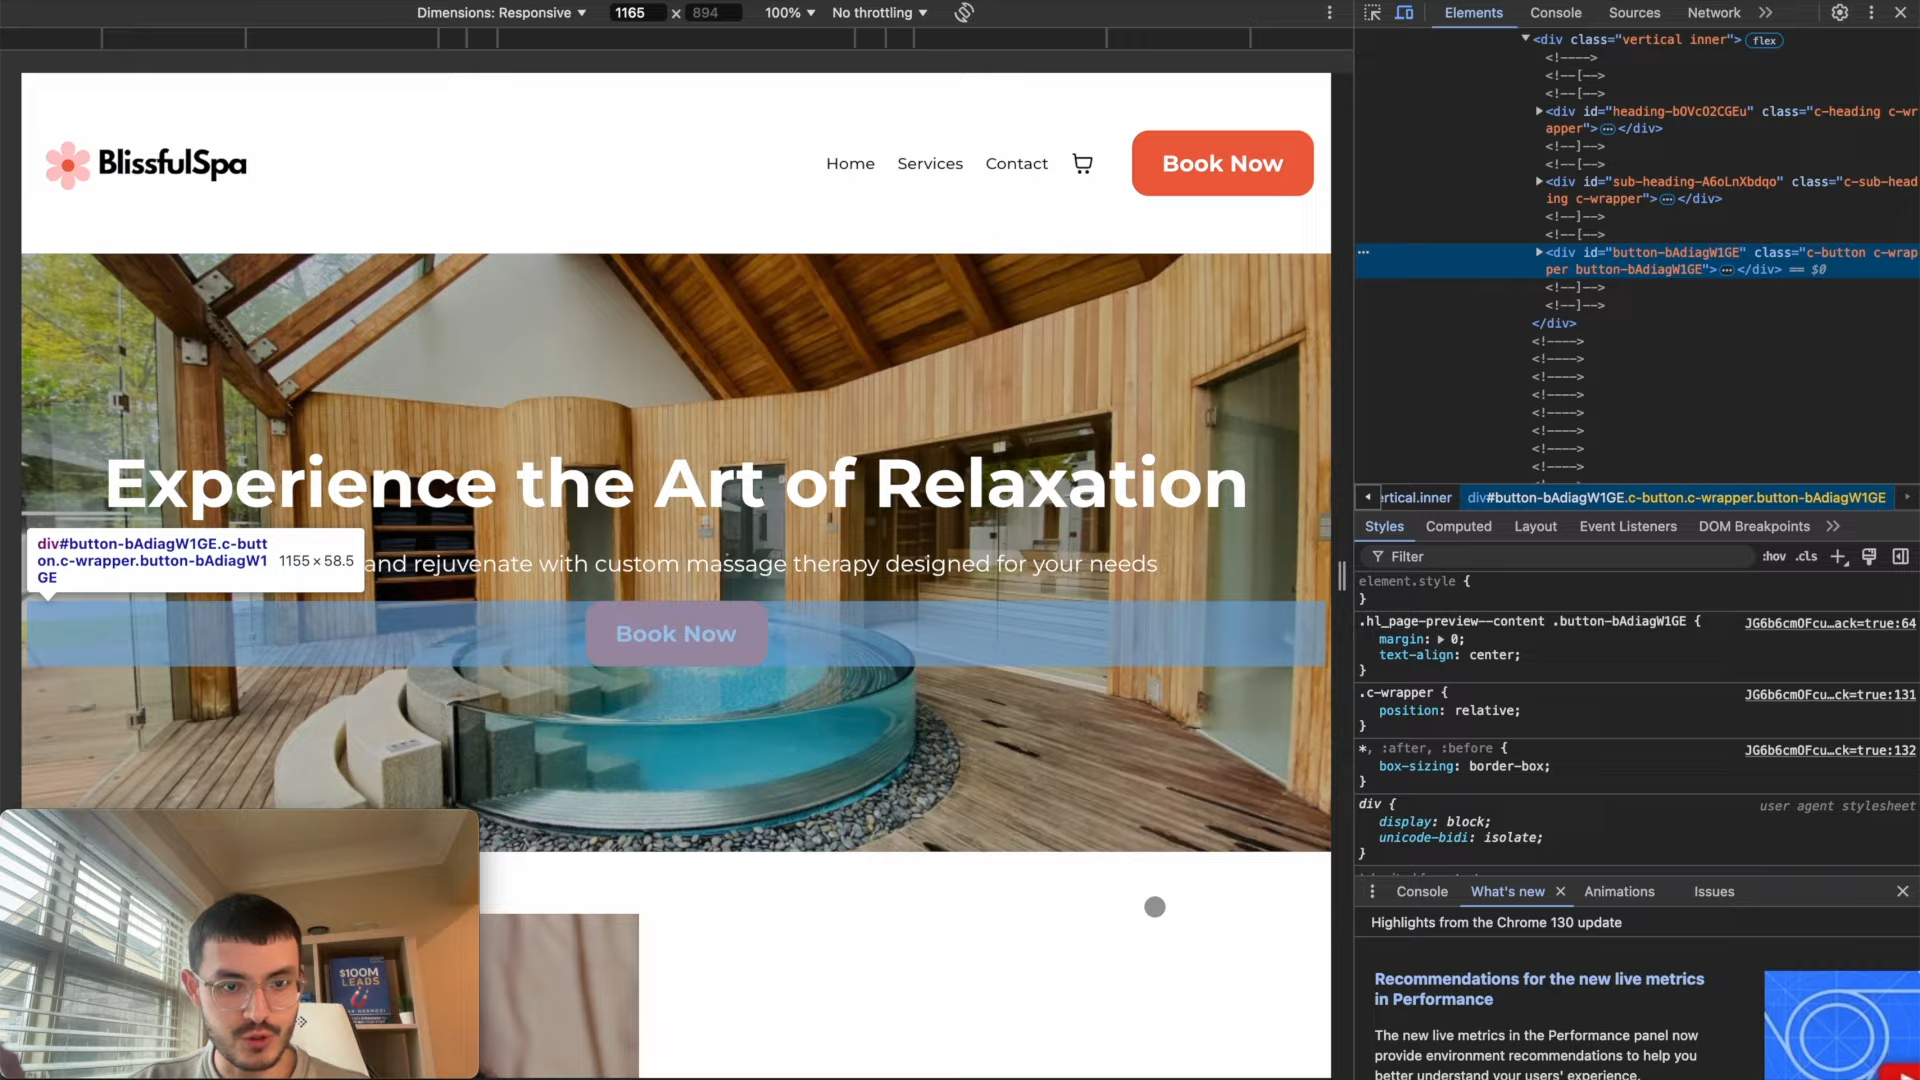 Dimensions: Responsive 1165 x 894 100% No throttling
Elements Console Sources Network
BlissfulSpa
Home Services Contact Book Now
Experience the Art of Relaxation
and rejuvenate with custom massage therapy designed for your needs
Book Now
div#button-bAdiagW1GE.c-butt
on.c-wrapper.button-bAdiagW1
GE
1155 × 58.5
$100M
LEADS
<div class="vertical inner"> flex
<!---->
<!--[-->
<!--[-->
<div id="heading-bOVcO2CGEu" class="c-heading c-wr
apper"> ⋯ </div>
<!--]-->
<!--[-->
<div id="sub-heading-A6oLnXbdqo" class="c-sub-head
ing c-wrapper"> ⋯ </div>
<!--]-->
<!--[-->
<div id="button-bAdiagW1GE" class="c-button c-wrap
per button-bAdiagW1GE"> ⋯ </div> == $0
<!--]-->
<!--]-->
</div>
<!---->
<!---->
<!---->
<!---->
<!---->
<!---->
<!---->
<!---->
ertical.inner div#button-bAdiagW1GE.c-button.c-wrapper.button-bAdiagW1GE
Styles Computed Layout Event Listeners DOM Breakpoints
Filter :hov .cls
element.style {
}
.hl_page-preview--content .button-bAdiagW1GE { JG6b6cmOFcu…ack=true:64
margin: 0;
text-align: center;
}
.c-wrapper { JG6b6cmOFcu…ck=true:131
position: relative;
}
*, :after, :before { JG6b6cmOFcu…ck=true:132
box-sizing: border-box;
}
div { user agent stylesheet
display: block;
unicode-bidi: isolate;
}
Console What's new Animations Issues
Highlights from the Chrome 130 update
Recommendations for the new live metrics
in Performance
The new live metrics in the Performance panel now
provide environment recommendations to help you
better understand your users' experience.